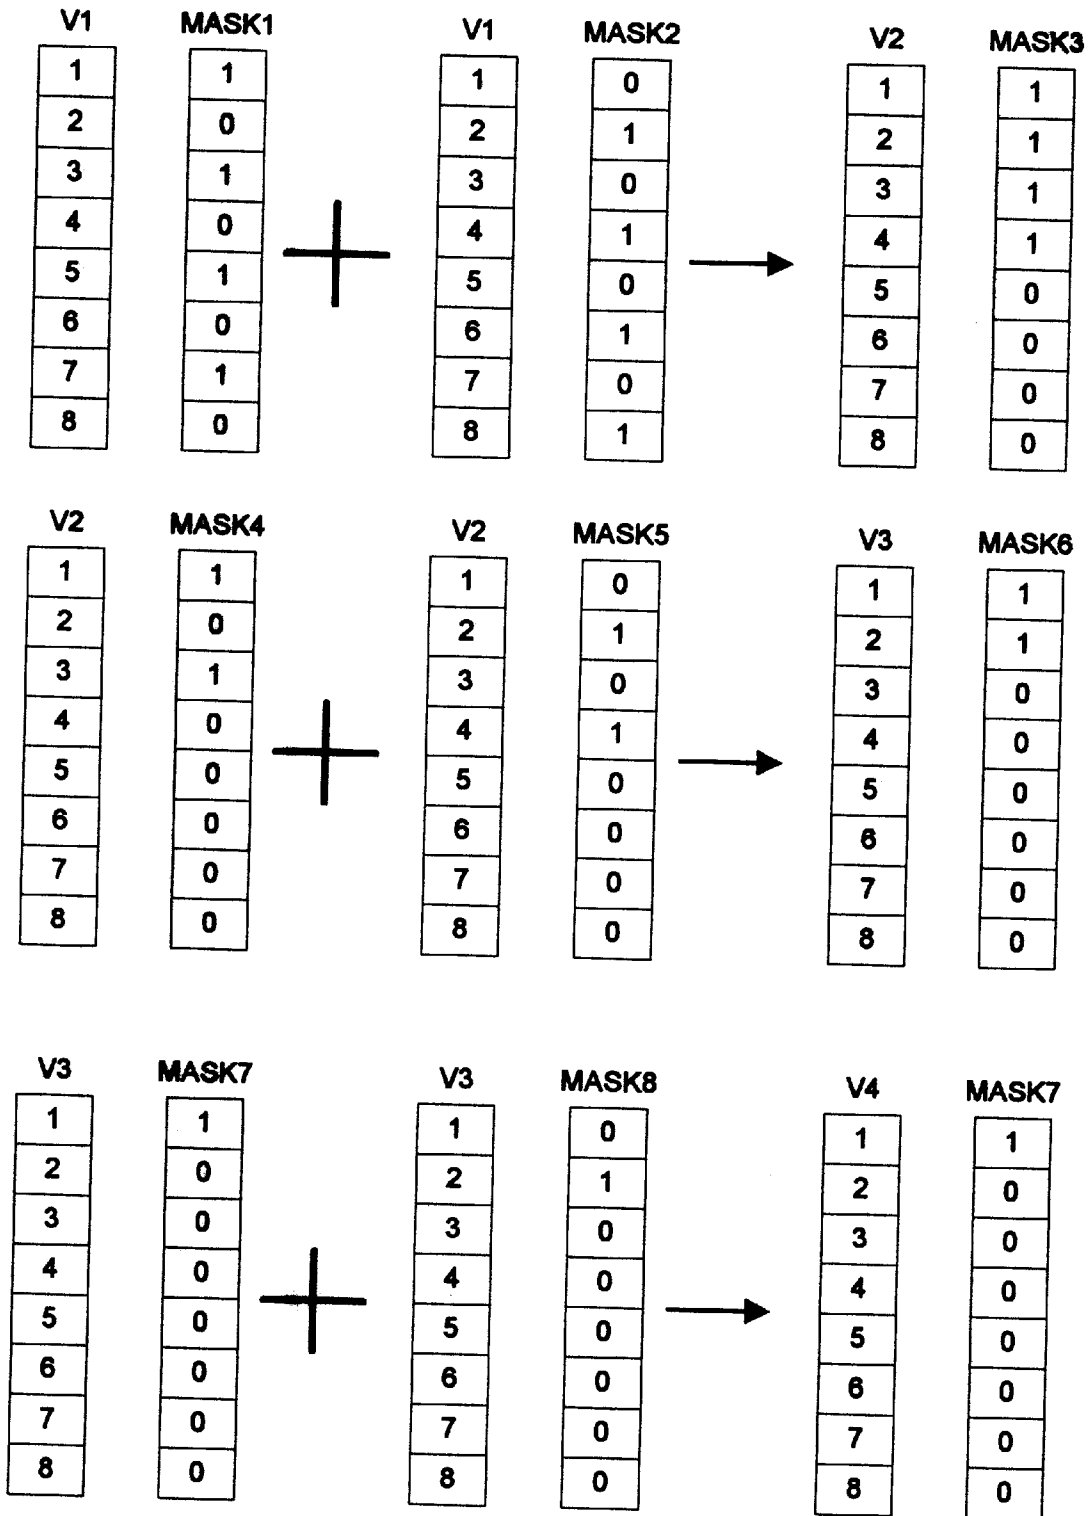 V1 MASK1 V1 MASK2 V2 MASK3
1 1 1 0 1 1
2 0 2 1 2 1
3 1 3 0 3 1
4 0 4 1 4 1
5 1 5 0 5 0
6 0 6 1 6 0
7 1 7 0 7 0
8 0 8 1 8 0
V2 MASK4 V2 MASK5 V3 MASK6
1 1 1 0 1 1
2 0 2 1 2 1
3 1 3 0 3 0
4 0 4 1 4 0
5 0 5 0 5 0
6 0 6 0 6 0
7 0 7 0 7 0
8 0 8 0 8 0
V3 MASK7 V3 MASK8 V4 MASK7
1 1 1 0 1 1
2 0 2 1 2 0
3 0 3 0 3 0
4 0 4 0 4 0
5 0 5 0 5 0
6 0 6 0 6 0
7 0 7 0 7 0
8 0 8 0 8 0